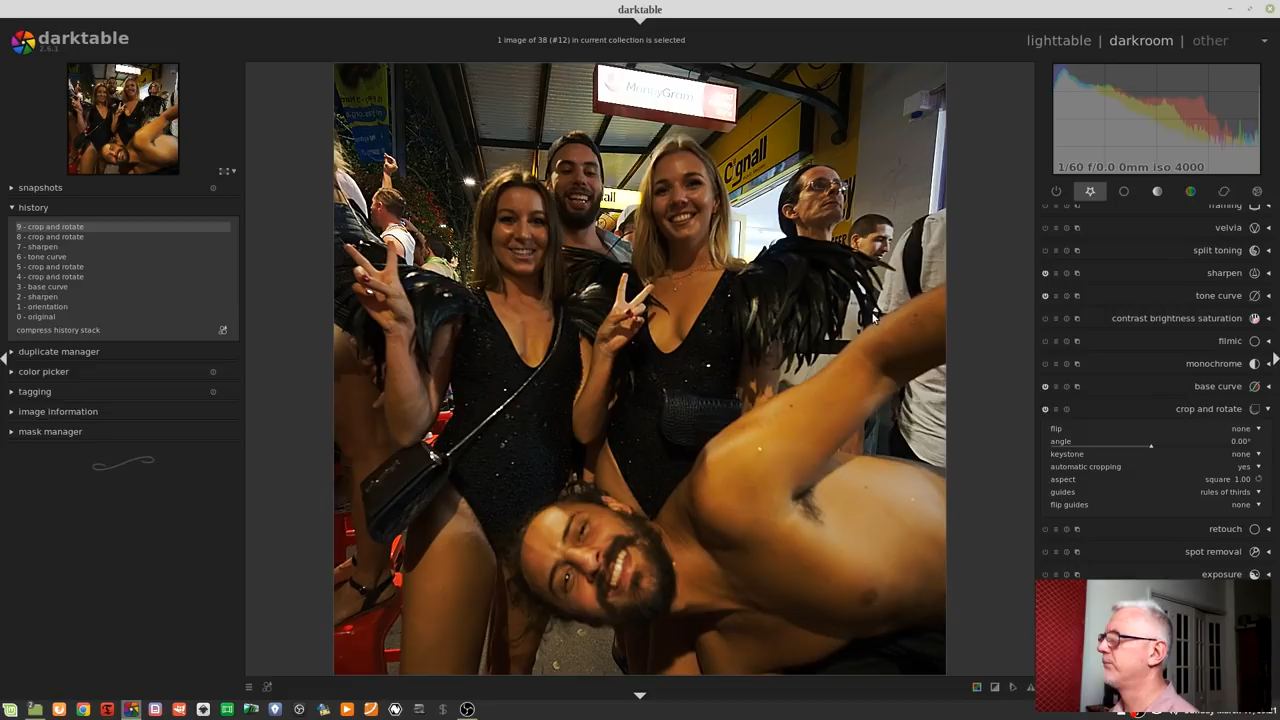 darktable
darktable
2.6.1
1 image of 38 (#12) in current collection is selected
lighttable | darkroom | other
snapshots
history
9 - crop and rotate
8 - crop and rotate
7 - sharpen
6 - tone curve
5 - crop and rotate
4 - crop and rotate
3 - base curve
2 - sharpen
1 - orientation
0 - original
compress history stack
duplicate manager
color picker
tagging
image information
mask manager
MoneyGram
Cignall
1/60 f/0.0 0mm iso 4000
framing
velvia
split toning
sharpen
tone curve
contrast brightness saturation
filmic
monochrome
base curve
crop and rotate
flip none
angle 0.00°
keystone none
automatic cropping yes
aspect square 1.00
guides rules of thirds
flip guides none
retouch
spot removal
exposure